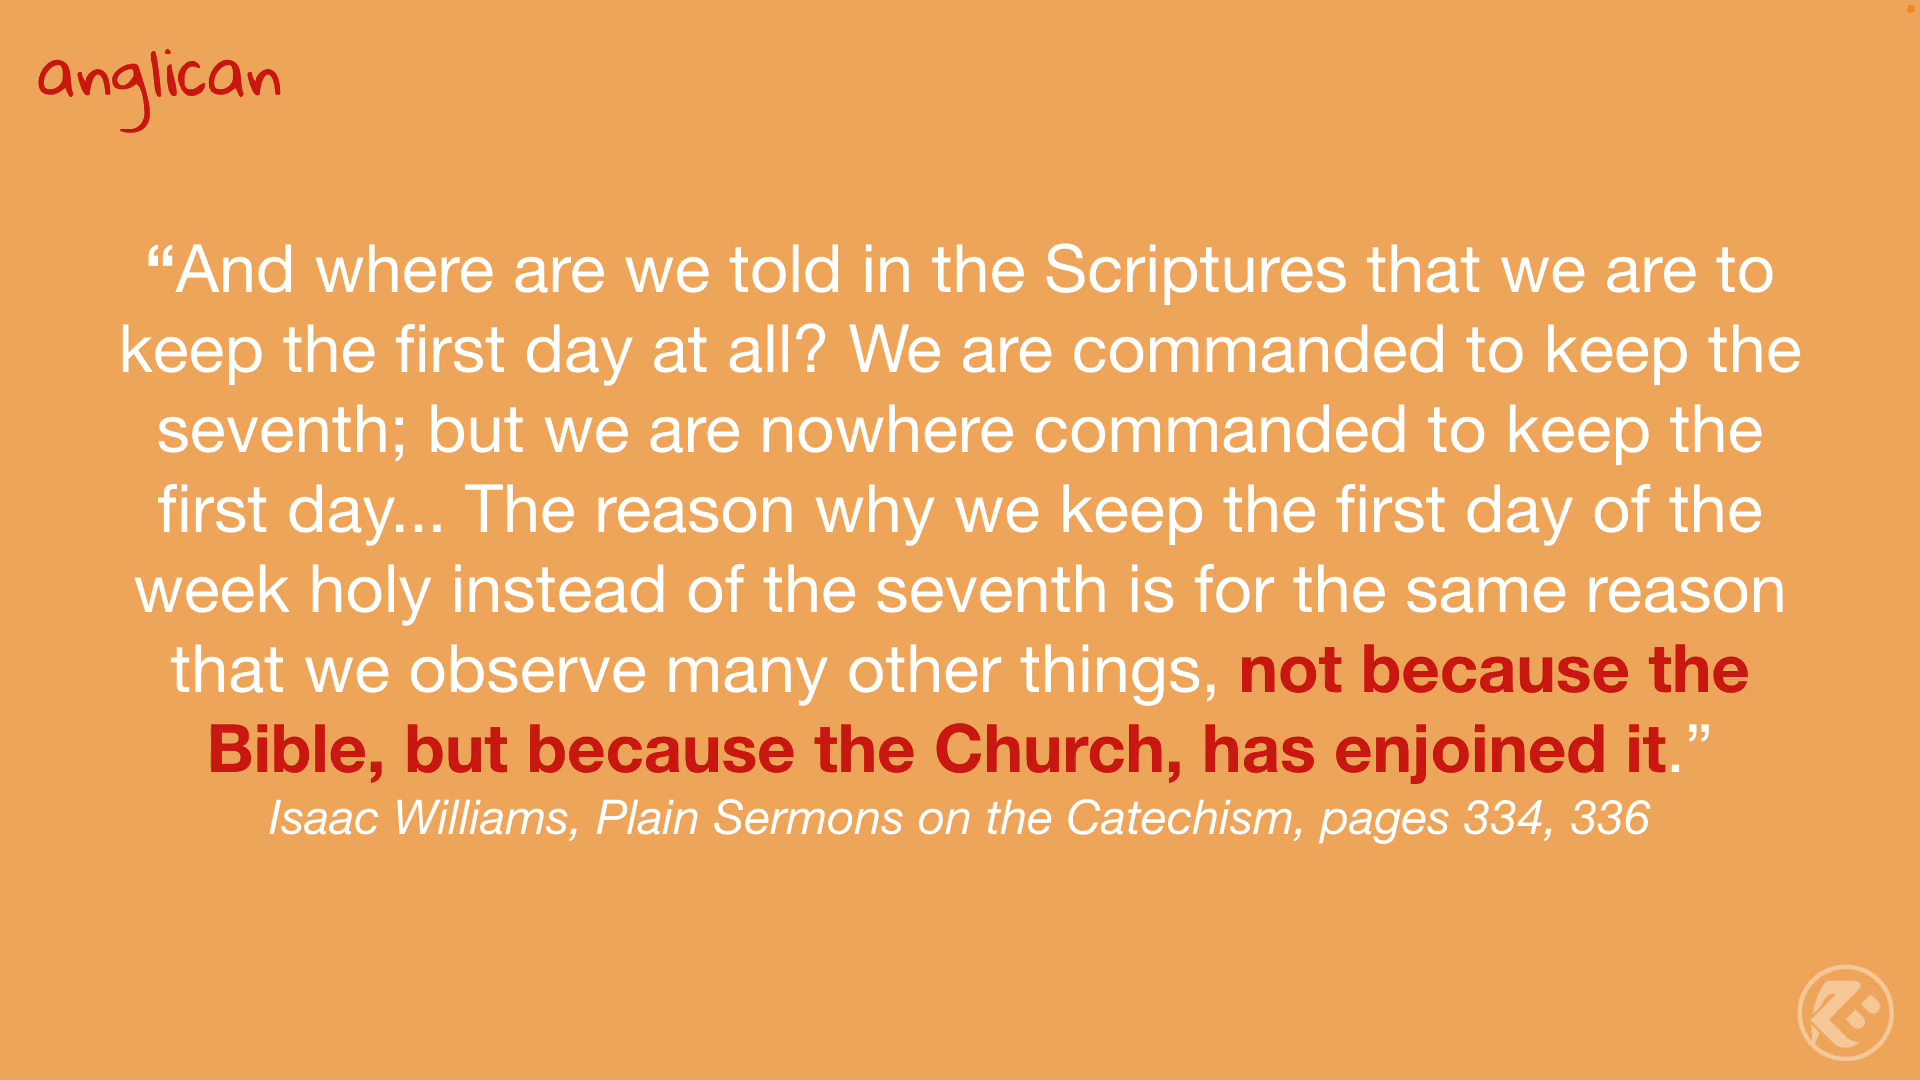 anglican
“And where are we told in the Scriptures that we are to
keep the first day at all? We are commanded to keep the
seventh; but we are nowhere commanded to keep the
first day... The reason why we keep the first day of the
week holy instead of the seventh is for the same reason
that we observe many other things, not because the
Bible, but because the Church, has enjoined it.”
Isaac Williams, Plain Sermons on the Catechism, pages 334, 336